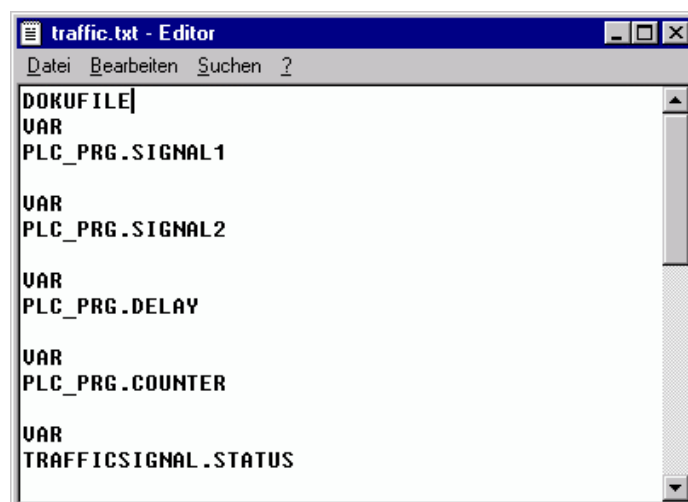 traffic.txt - Editor
Datei Bearbeiten Suchen ?
DOKUFILE
VAR
PLC_PRG.SIGNAL1
VAR
PLC_PRG.SIGNAL2
VAR
PLC_PRG.DELAY
VAR
PLC_PRG.COUNTER
VAR
TRAFFICSIGNAL.STATUS